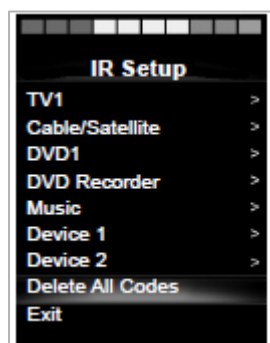 IR Setup
TV1 >
Cable/Satellite >
DVD1 >
DVD Recorder >
Music >
Device 1 >
Device 2 >
Delete All Codes
Exit